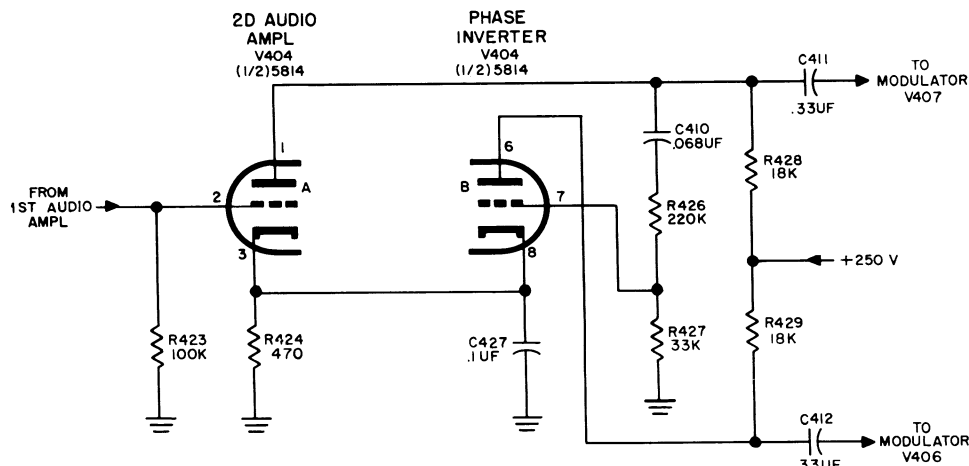 2D AUDIO
AMPL
V404
(1/2)5814
PHASE
INVERTER
V404
(1/2)5814
C411
.33UF
TO
MODULATOR
V407
1
6
C410
.068UF
R428
18K
A
B
FROM
1ST AUDIO
AMPL
2
7
R426
220K
3
8
+250 V
R423
100K
R424
470
C427
.1UF
R427
33K
R429
18K
C412
.33UF
TO
MODULATOR
V406